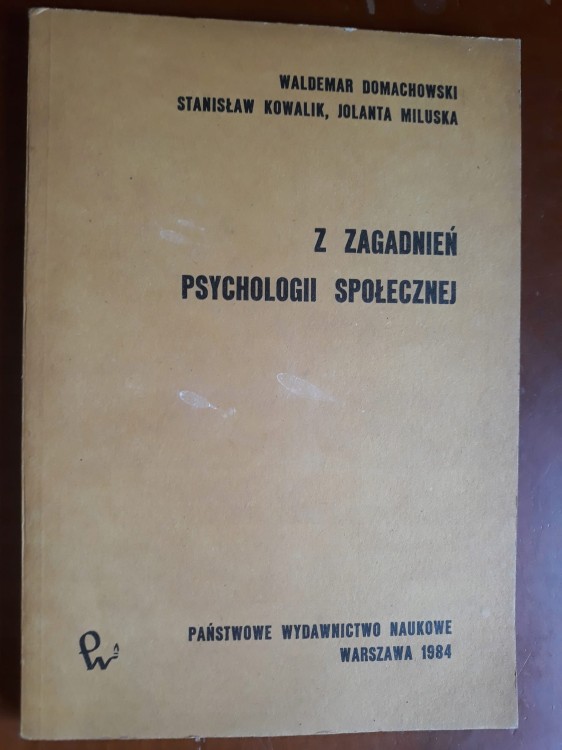 WALDEMAR DOMACHOWSKI
STANISŁAW KOWALIK, JOLANTA MILUSKA
Z ZAGADNIEŃ
PSYCHOLOGII SPOŁECZNEJ
PAŃSTWOWE WYDAWNICTWO NAUKOWE
WARSZAWA 1984